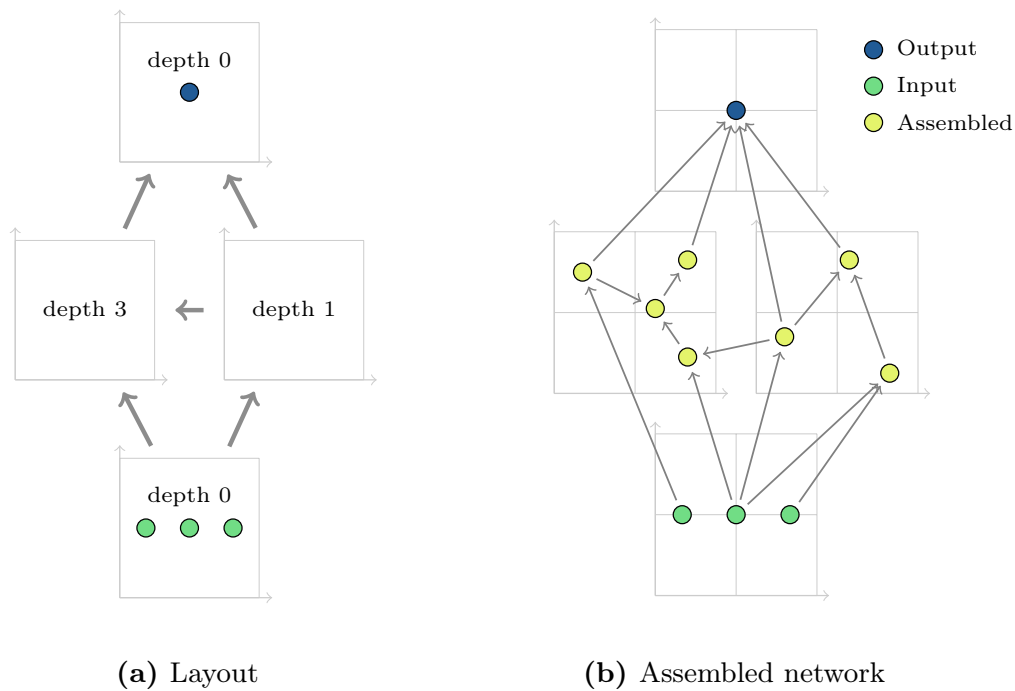 depth 0
depth 3
depth 1
depth 0
(a) Layout
Output
Input
Assembled
(b) Assembled network